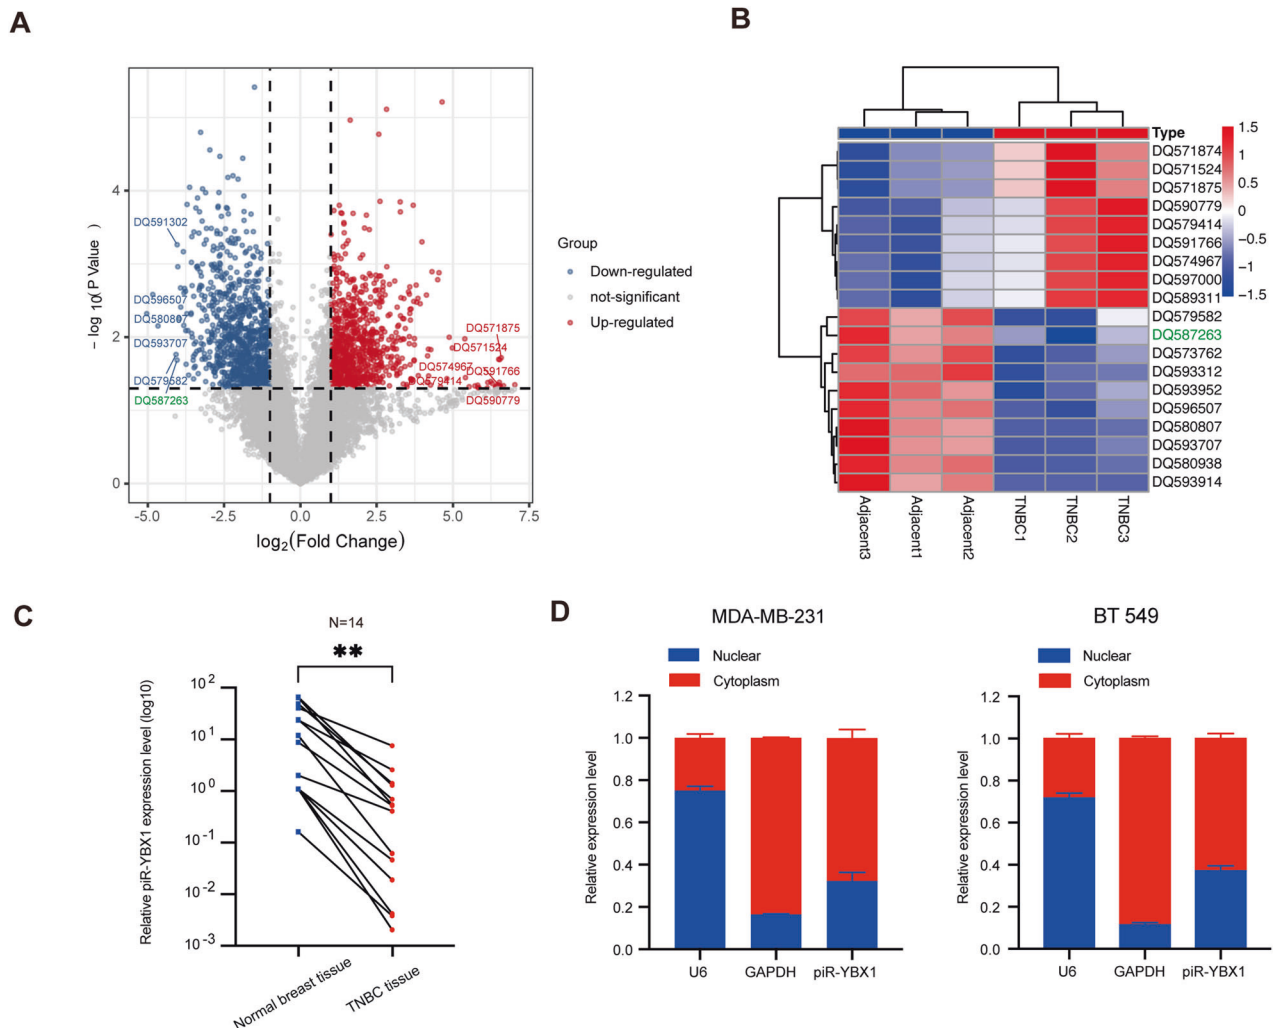 A
4
2
0
-5.0
-2.5
0.0
2.5
5.0
7.5
− log 10(P Value )
log2(Fold Change)
DQ591302
DQ596507
DQ580807
DQ593707
DQ579582
DQ587263
DQ571875
DQ571524
DQ574967
DQ591766
DQ579414
DQ590779
Group
Down-regulated
not-significant
Up-regulated
B
Type
DQ571874
DQ571524
DQ571875
DQ590779
DQ579414
DQ591766
DQ574967
DQ597000
DQ589311
DQ579582
DQ587263
DQ573762
DQ593312
DQ593952
DQ596507
DQ580807
DQ593707
DQ580938
DQ593914
1.5
1
0.5
0
−0.5
−1
−1.5
Adjacent3
Adjacent1
Adjacent2
TNBC1
TNBC2
TNBC3
C
N=14
**
Relative piR-YBX1 expression level (log10)
10^2
10^1
10^0
10^-1
10^-2
10^-3
Normal breast tissue
TNBC tissue
D
MDA-MB-231
Nuclear
Cytoplasm
Relative expression level
1.2
1.0
0.8
0.6
0.4
0.2
0.0
U6
GAPDH
piR-YBX1
BT 549
Nuclear
Cytoplasm
Relative expression level
1.2
1.0
0.8
0.6
0.4
0.2
0.0
U6
GAPDH
piR-YBX1